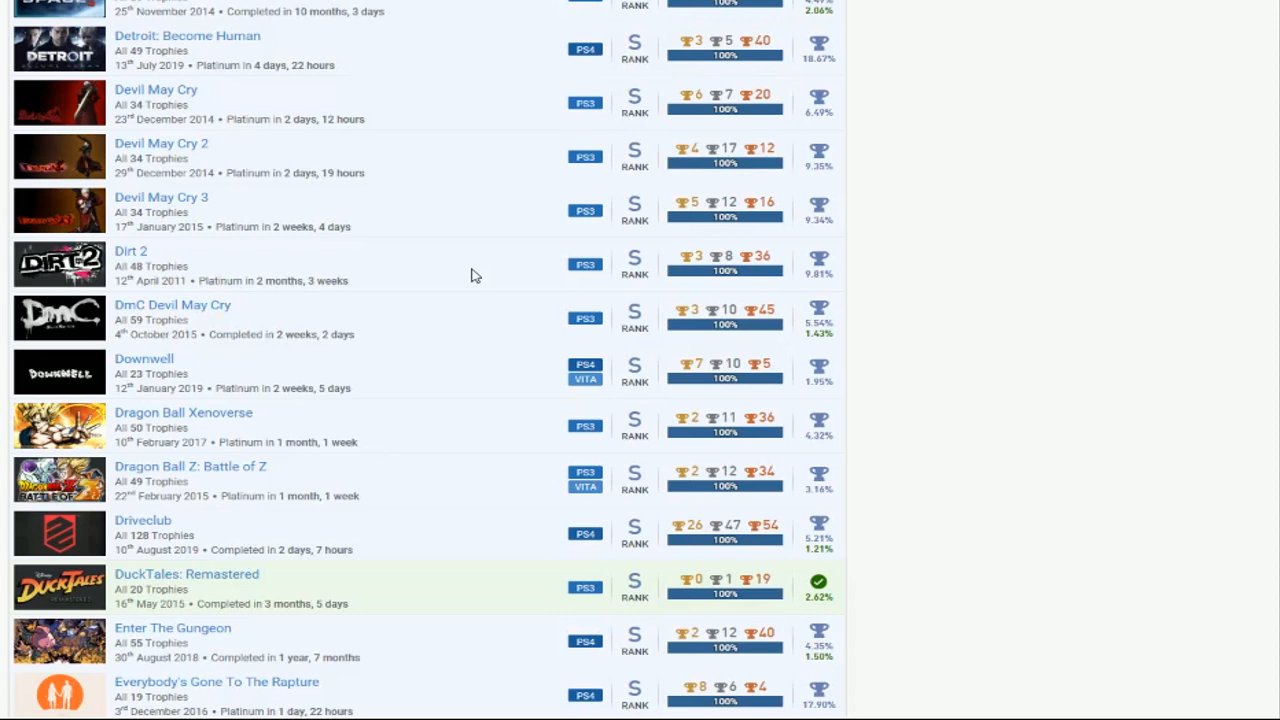 SPACE
25th November 2014 • Completed in 10 months, 3 days
100%
2.06%
DETROIT
Detroit: Become Human
All 49 Trophies
13th July 2019 • Platinum in 4 days, 22 hours
PS4
S RANK
3 5 40
100%
18.67%
Devil May Cry
All 34 Trophies
23rd December 2014 • Platinum in 2 days, 12 hours
PS3
S RANK
6 7 20
100%
6.49%
Devil May Cry 2
All 34 Trophies
December 2014 • Platinum in 2 days, 19 hours
PS3
S RANK
4 17 12
100%
9.35%
Devil May Cry 3
All 34 Trophies
January 2015 • Platinum in 2 weeks, 4 days
PS3
S RANK
5 12 16
100%
9.34%
DiRT 2
Dirt 2
All 48 Trophies
12th April 2011 • Platinum in 2 months, 3 weeks
PS3
S RANK
3 8 36
100%
9.81%
DmC
DmC Devil May Cry
All 59 Trophies
4th October 2015 • Completed in 2 weeks, 2 days
PS3
S RANK
3 10 45
100%
5.54%
1.43%
DOWNWELL
Downwell
All 23 Trophies
12th January 2019 • Platinum in 2 weeks, 5 days
PS4
VITA
S RANK
7 10 5
100%
1.95%
Dragon Ball Xenoverse
All 50 Trophies
10th February 2017 • Platinum in 1 month, 1 week
PS3
S RANK
2 11 36
100%
4.32%
BATTLE OF Z
Dragon Ball Z: Battle of Z
All 49 Trophies
22nd February 2015 • Platinum in 1 month, 1 week
PS3
VITA
S RANK
2 12 34
100%
3.16%
Driveclub
All 128 Trophies
10th August 2019 • Completed in 2 days, 7 hours
PS4
S RANK
26 47 54
100%
5.21%
1.21%
Disney DUCKTALES REMASTERED
DuckTales: Remastered
All 20 Trophies
16th May 2015 • Completed in 3 months, 5 days
PS3
S RANK
0 1 19
100%
2.62%
Enter The Gungeon
All 55 Trophies
30th August 2018 • Completed in 1 year, 7 months
PS4
S RANK
2 12 40
100%
4.35%
1.50%
Everybody's Gone To The Rapture
All 19 Trophies
December 2016 • Platinum in 1 day, 22 hours
PS4
S RANK
8 6 4
100%
17.90%